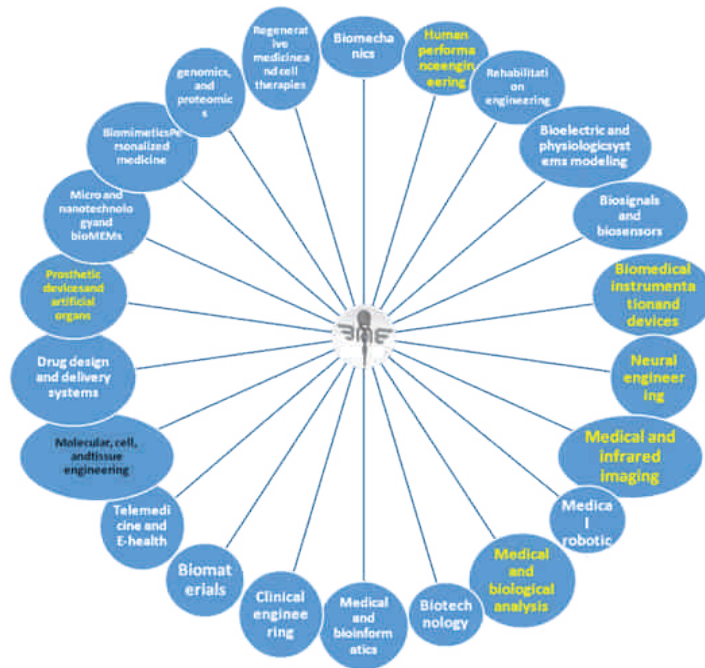 Biomecha
nics
Human
performa
nceengin
eering
Rehabilitati
on
engineering
Bioelectric and
physiologicsyst
ems modeling
Biosignals and
biosensors
Biomedical
instrumenta
tionand
devices
Neural
engineer
ing
Medical and
infrared
imaging
Medica
l
robotic
Medical
and
biological
analysis
Biotech
nology
Medical
and
bioinform
atics
Clinical
enginee
ring
Biomat
erials
Telemedi
cine and
E-health
Molecular, cell,
andtissue
engineering
Drug design
and delivery
systems
Prosthetic
devicesand
artificial
organs
Micro and
nanotechnolo
gyand
bioMEMs
BiomimeticsPe
rsonalized
medicine
genomics,
and
proteomic
s
Regenerat
ive
medicinea
nd cell
therapies
BME